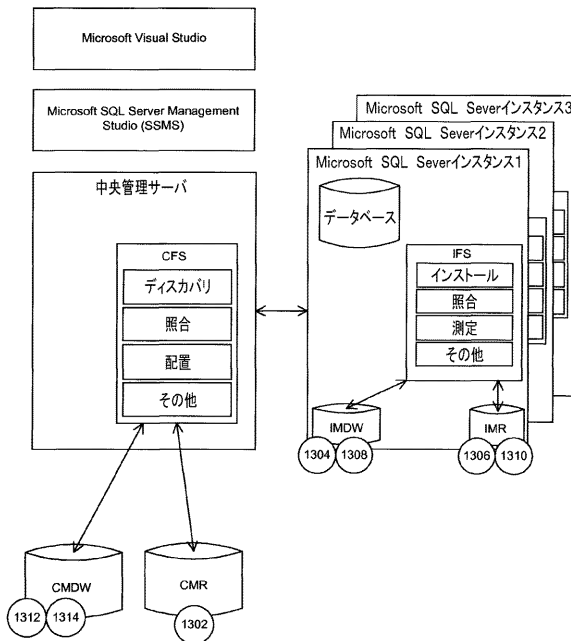 Microsoft Visual Studio
Microsoft SQL Server Management
Studio (SSMS)
中央管理サーバ
CFS
ディスカバリ
照合
配置
その他
CMDW
1312
1314
CMR
1302
Microsoft SQL Severインスタンス3
Microsoft SQL Severインスタンス2
Microsoft SQL Severインスタンス1
データベース
IFS
インストール
照合
測定
その他
IMDW
1304
1308
IMR
1306
1310